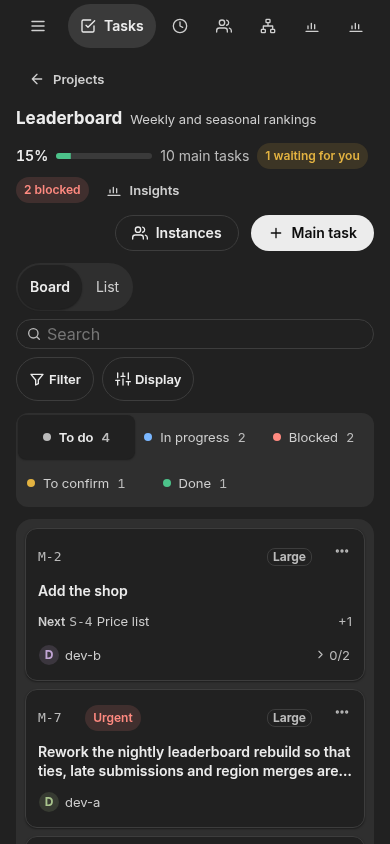 Tasks
Projects
Leaderboard Weekly and seasonal rankings
15% 10 main tasks 1 waiting for you
2 blocked Insights
Instances Main task
Board List
Search
Filter Display
To do 4 In progress 2 Blocked 2
To confirm 1 Done 1
M-2 Large
Add the shop
Next S-4 Price list +1
D dev-b 0/2
M-7 Urgent Large
Rework the nightly leaderboard rebuild so that
ties, late submissions and region merges are...
D dev-a